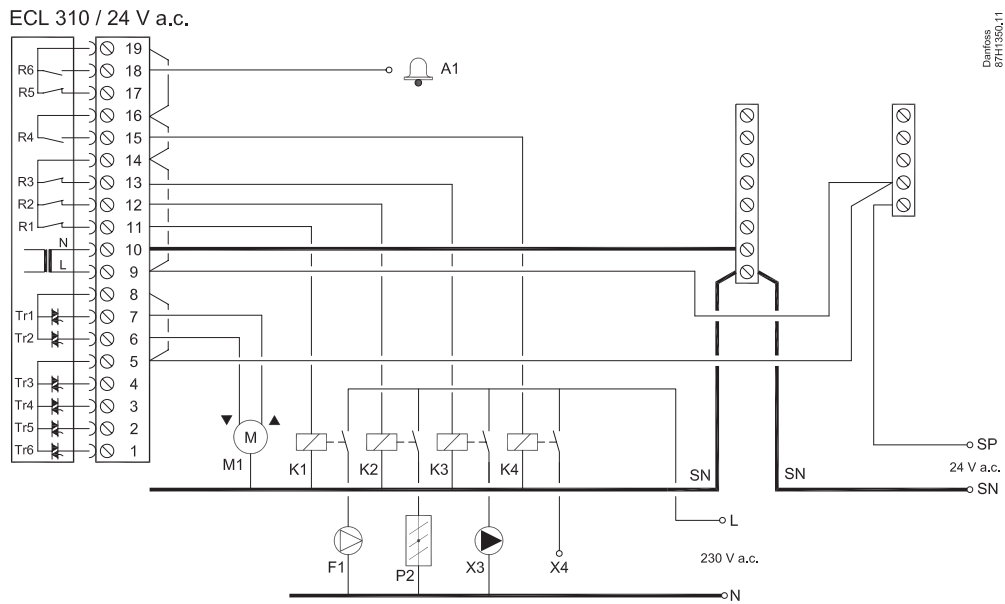 ECL 310 / 24 V a.c.
Danfoss
87H1350.11
19
R6 18 A1
R5 17
16
R4 15
14
R3 13
R2 12
R1 11
N 10
L 9
8
Tr1 7
Tr2 6
5
Tr3 4
Tr4 3
Tr5 2
Tr6 1
M
M1 K1 K2 K3 K4
SP
24 V a.c.
SN SN SN
L
230 V a.c.
F1 P2 X3 X4
N